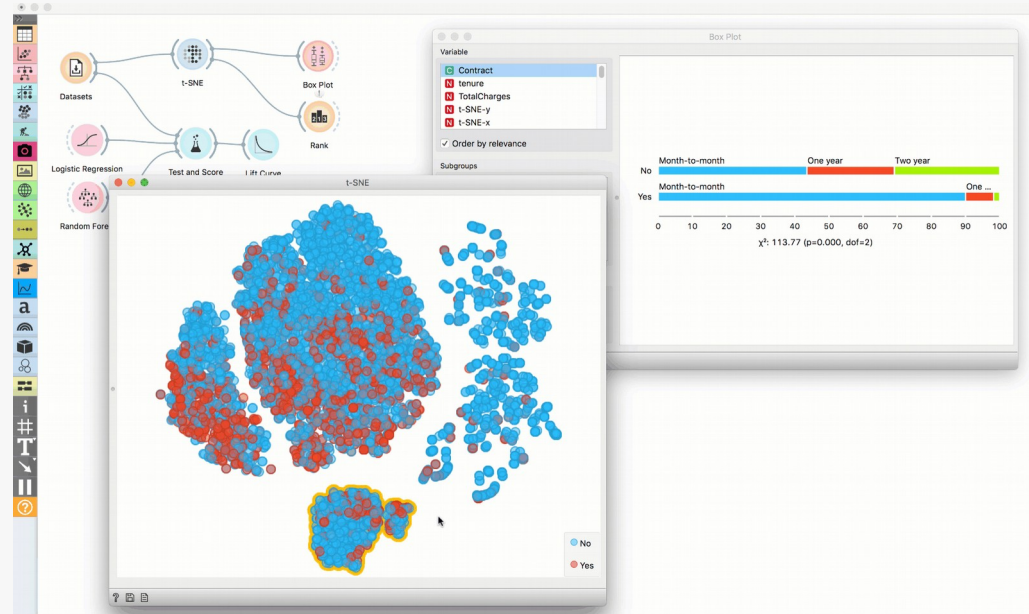 Datasets
t-SNE
Box Plot
Rank
Logistic Regression
Test and Score
Lift Curve
Random Fore
a
i
T
?
Box Plot
Variable
C Contract
N tenure
N TotalCharges
N t-SNE-y
N t-SNE-x
Order by relevance
Subgroups
Month-to-month One year Two year
No
Month-to-month One ...
Yes
0 10 20 30 40 50 60 70 80 90 100
χ²: 113.77 (p=0.000, dof=2)
t-SNE
No
Yes
?